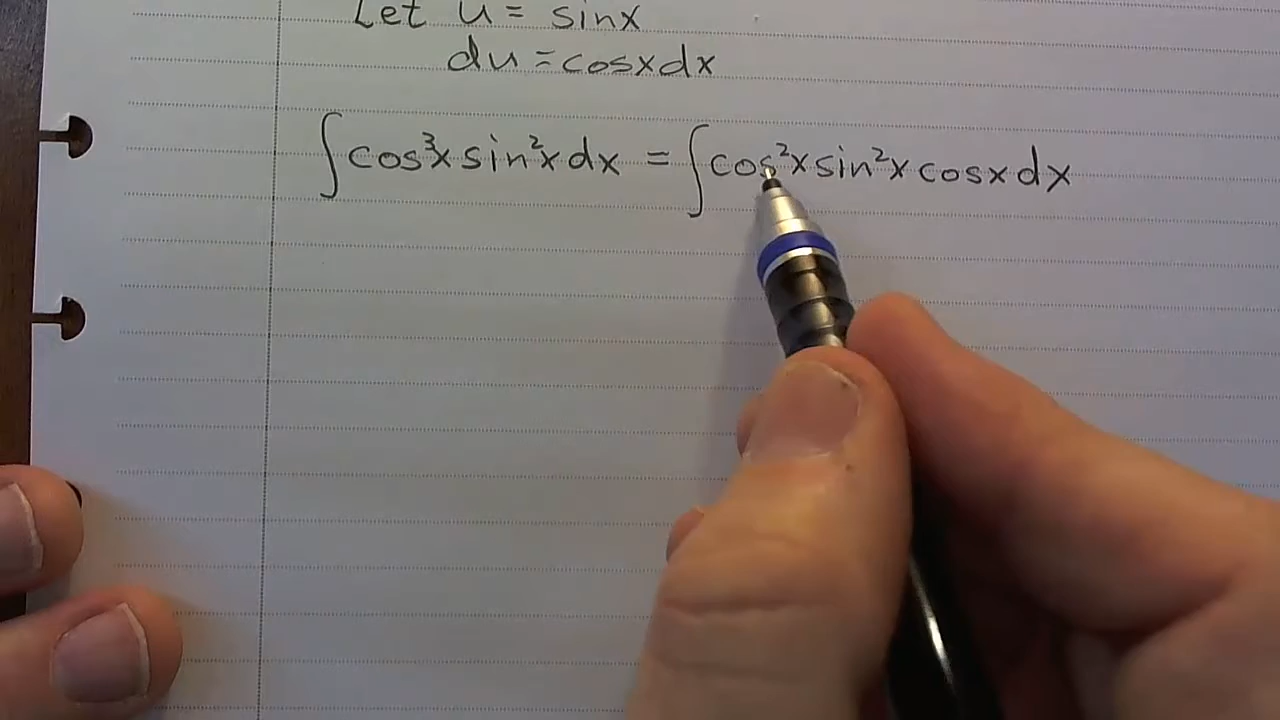 Let u = sinx
du = cosxdx
∫cos³x sin²x dx = ∫cos²x sin²x cosx dx